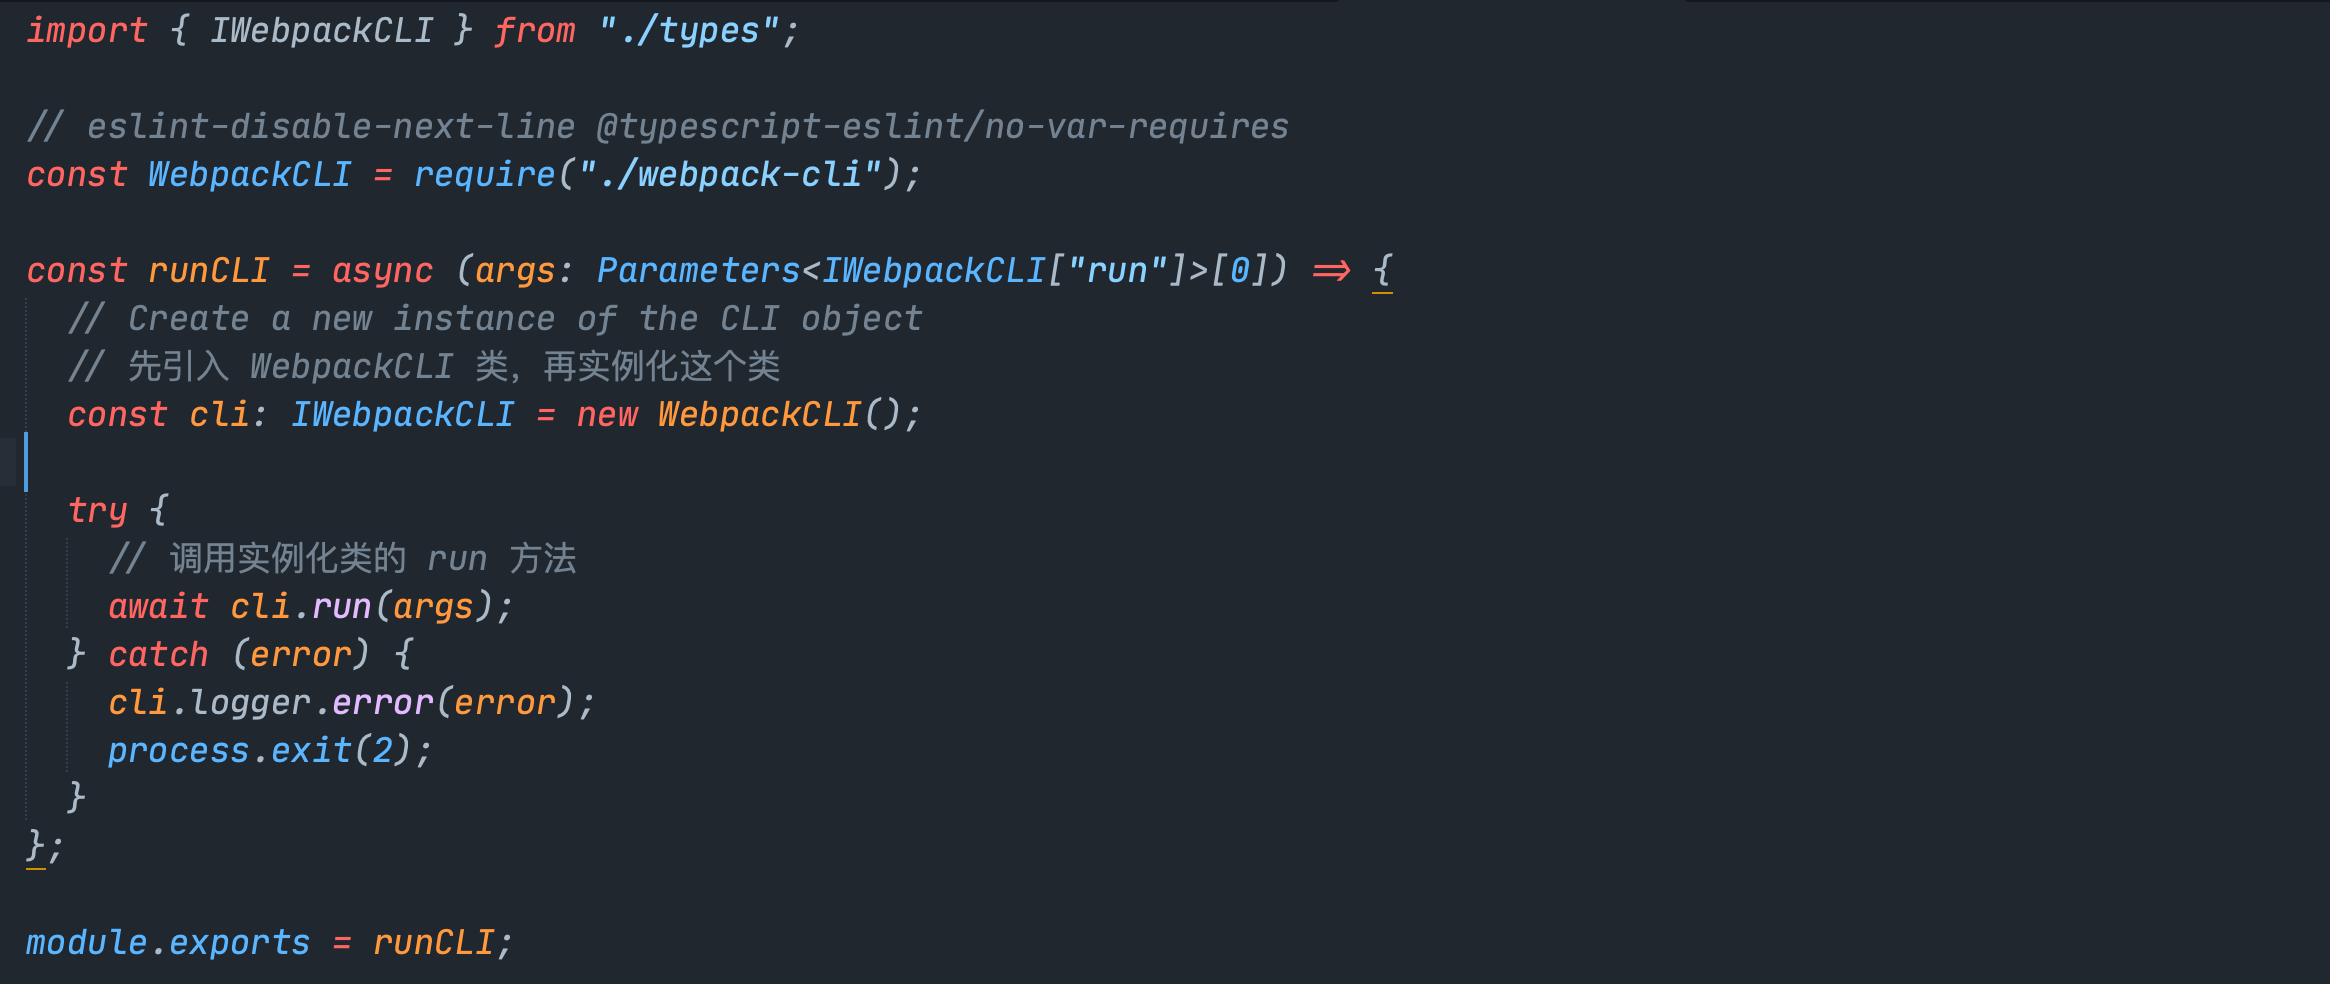 import { IWebpackCLI } from "./types";
// eslint-disable-next-line @typescript-eslint/no-var-requires
const WebpackCLI = require("./webpack-cli");
const runCLI = async (args: Parameters<IWebpackCLI["run"]>[0]) => {
// Create a new instance of the CLI object
// 先引入 WebpackCLI 类，再实例化这个类
const cli: IWebpackCLI = new WebpackCLI();
try {
// 调用实例化类的 run 方法
await cli.run(args);
} catch (error) {
cli.logger.error(error);
process.exit(2);
}
};
module.exports = runCLI;